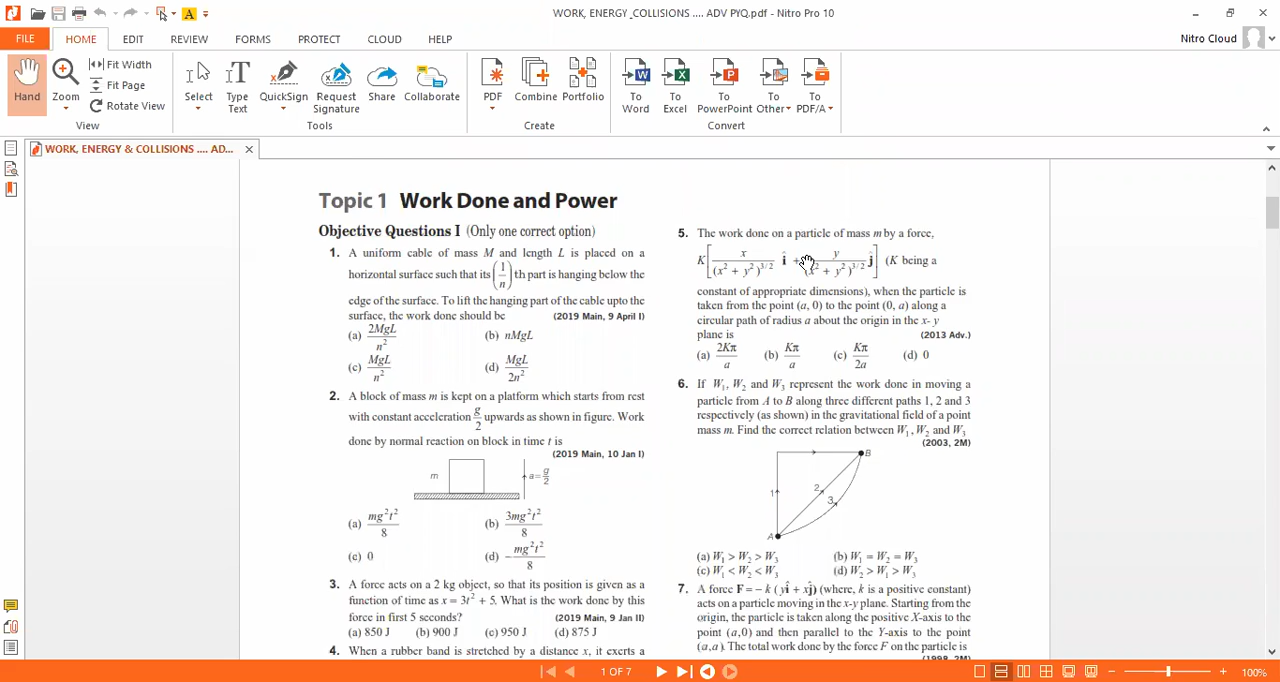 WORK, ENERGY _COLLISIONS .... ADV PYQ.pdf - Nitro Pro 10
FILE HOME EDIT REVIEW FORMS PROTECT CLOUD HELP
Nitro Cloud
Hand
Zoom
Fit Width
Fit Page
Rotate View
View
Select
Type Text
QuickSign
Request Signature
Share
Collaborate
Tools
PDF
Combine
Portfolio
Create
To Word
To Excel
To PowerPoint
To Other
To PDF/A
Convert
WORK, ENERGY & COLLISIONS .... AD...
Topic 1 Work Done and Power
Objective Questions I (Only one correct option)
1. A uniform cable of mass M and length L is placed on a
horizontal surface such that its (1/n) th part is hanging below the
edge of the surface. To lift the hanging part of the cable upto the
surface, the work done should be (2019 Main, 9 April I)
(a) 2MgL/n² (b) nMgL
(c) MgL/n² (d) MgL/2n²
2. A block of mass m is kept on a platform which starts from rest
with constant acceleration g/2 upwards as shown in figure. Work
done by normal reaction on block in time t is
(2019 Main, 10 Jan I)
m
a = g/2
(a) mg²t²/8 (b) 3mg²t²/8
(c) 0 (d) - mg²t²/8
3. A force acts on a 2 kg object, so that its position is given as a
function of time as x = 3t² + 5. What is the work done by this
force in first 5 seconds? (2019 Main, 9 Jan II)
(a) 850 J (b) 900 J (c) 950 J (d) 875 J
4. When a rubber band is stretched by a distance x, it exerts a
5. The work done on a particle of mass m by a force,
K[x/(x² + y²)^3/2 î + y/(x² + y²)^3/2 ĵ] (K being a
constant of appropriate dimensions), when the particle is
taken from the point (a, 0) to the point (0, a) along a
circular path of radius a about the origin in the x- y
plane is (2013 Adv.)
(a) 2Kπ/a (b) Kπ/a (c) Kπ/2a (d) 0
6. If W₁, W₂ and W₃ represent the work done in moving a
particle from A to B along three different paths 1, 2 and 3
respectively (as shown) in the gravitational field of a point
mass m. Find the correct relation between W₁, W₂ and W₃
(2003, 2M)
B
1
2
3
A
(a) W₁ > W₂ > W₃ (b) W₁ = W₂ = W₃
(c) W₁ < W₂ < W₃ (d) W₂ > W₁ > W₃
7. A force F = − k (yî + xĵ) (where, k is a positive constant)
acts on a particle moving in the x-y plane. Starting from the
origin, the particle is taken along the positive X-axis to the
point (a,0) and then parallel to the Y-axis to the point
(a,a). The total work done by the force F on the particle is
(1998, 2M)
1 OF 7
100%